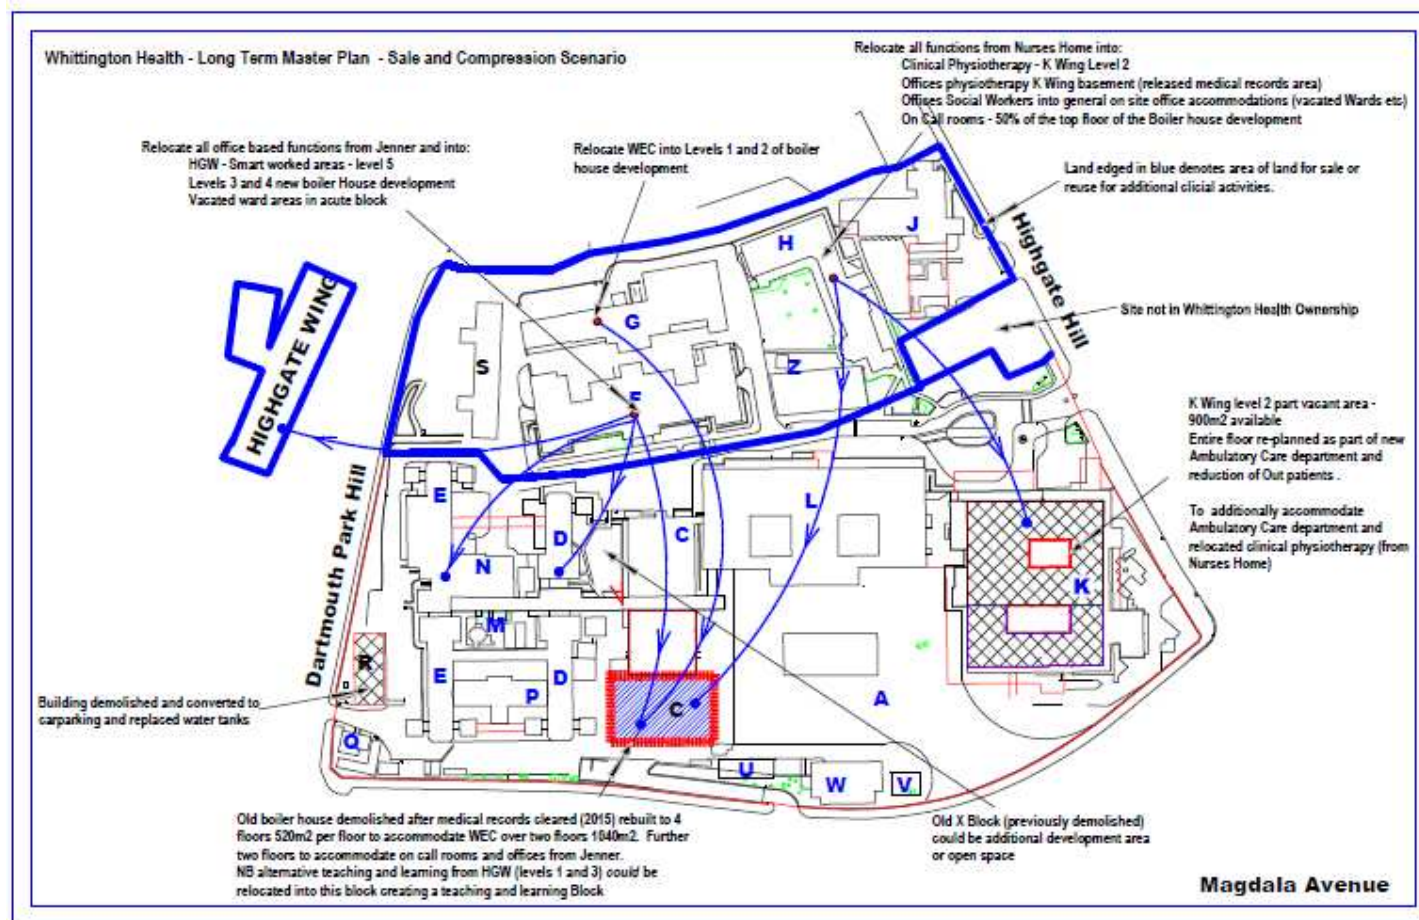 Whittington Health - Long Term Master Plan - Sale and Compression Scenario
Relocate all functions from Nurses Home into:
Clinical Physiotherapy - K Wing Level 2
Offices physiotherapy K Wing basement (released medical records area)
Offices Social Workers into general on site office accommodations (vacated Wards etc)
On Call rooms - 50% of the top floor of the Boiler house development
Relocate all office based functions from Jenner and into:
HGW - Smart worked areas - level 5
Levels 3 and 4 new boiler House development
Vacated ward areas in acute block
Relocate WEC into Levels 1 and 2 of boiler
house development
Land edged in blue denotes area of land for sale or
reuse for additional clicial activities.
Highgate Hill
HIGHGATE WING
H
J
G
S
Z
F
Site not in Whittington Health Ownership
K Wing level 2 part vacant area -
900m2 available
Entire floor re-planned as part of new
Ambulatory Care department and
reduction of Out patients .
To additionally accommodate
Ambulatory Care department and
relocated clinical physiotherapy (from
Nurses Home)
Dartmouth Park Hill
E
D
C
L
N
K
M
E
P
D
C
A
R
O
U
W
V
Building demolished and converted to
carparking and replaced water tanks
Old boiler house demolished after medical records cleared (2015) rebuilt to 4
floors 520m2 per floor to accommodate WEC over two floors 1040m2. Further
two floors to accommodate on call rooms and offices from Jenner.
NB alternative teaching and learning from HGW (levels 1 and 3) could be
relocated into this block creating a teaching and learning Block
Old X Block (previously demolished)
could be additional development area
or open space
Magdala Avenue